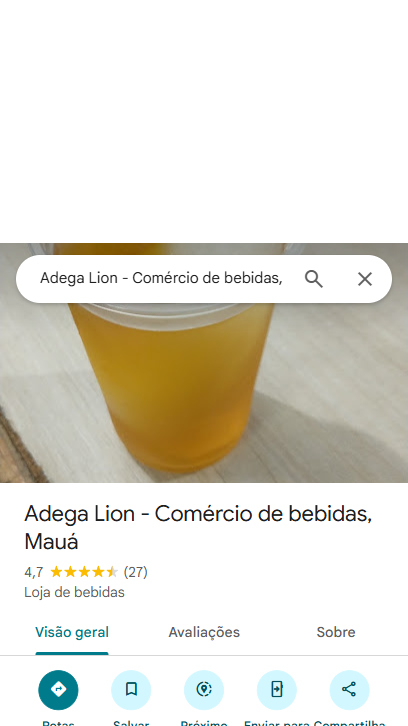 Adega Lion - Comércio de bebidas,
Adega Lion - Comércio de bebidas,
Mauá
4,7 (27)
Loja de bebidas
Visão geral Avaliações Sobre
Rotas Salvar Próximo Enviar para Compartilha